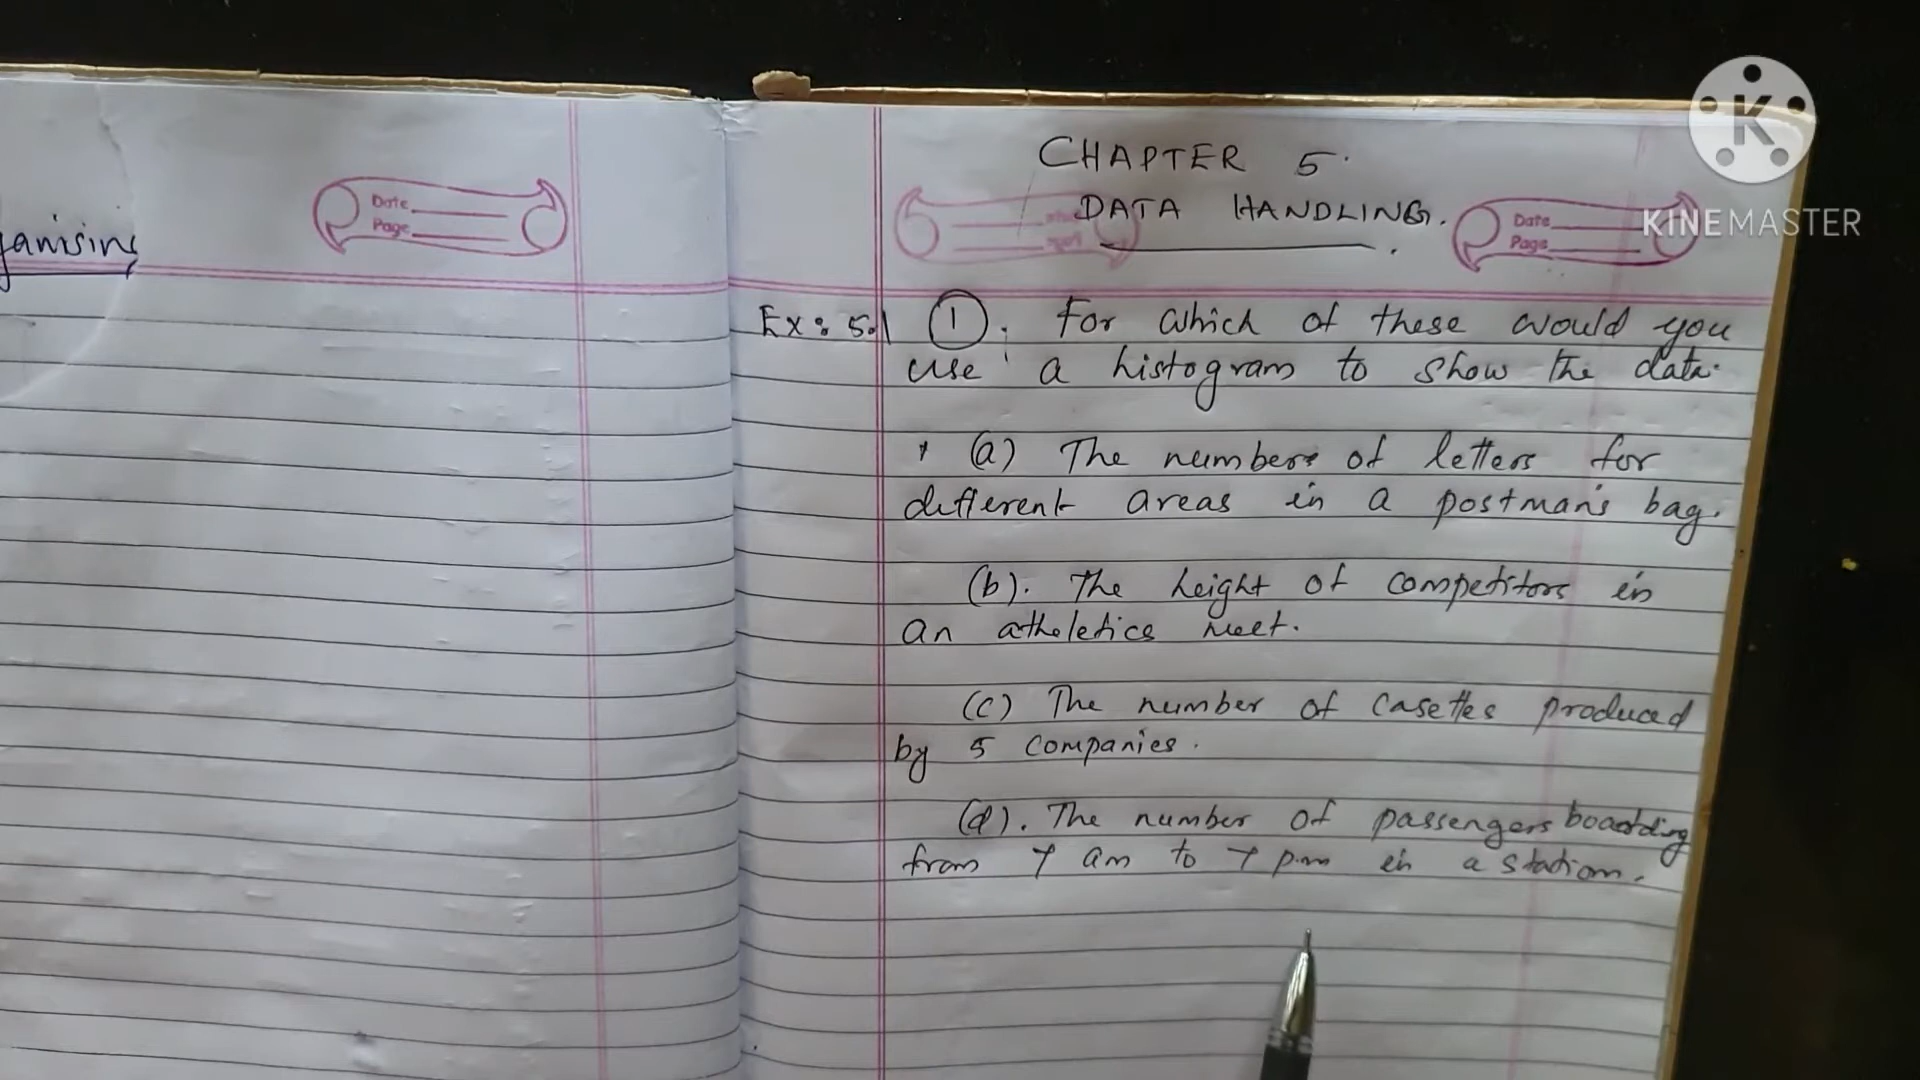 ganising
Date
Page
CHAPTER 5.
DATA HANDLING.
Date
Page
KINEMASTER
Ex: 5.1 (1). For which of these would you
use a histogram to show the data.
(a) The numbers of letters for
different areas in a postman's bag.
(b). The height of competitors in
an atheletics meet.
(c) The number of casettes produced
by 5 companies.
(d). The number of passengers boarding
from 7 am to 7 p.m in a station.